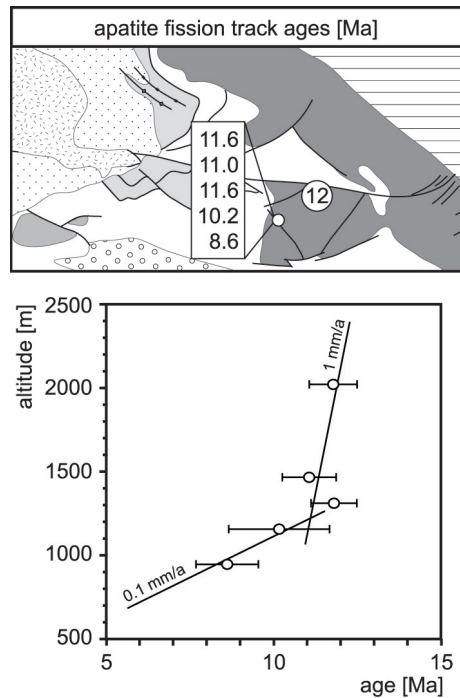 apatite fission track ages [Ma]
11.6
11.0
11.6
10.2
8.6
12
altitude [m]
2500
2000
1500
1000
500
1 mm/a
0.1 mm/a
5
10
15
age [Ma]